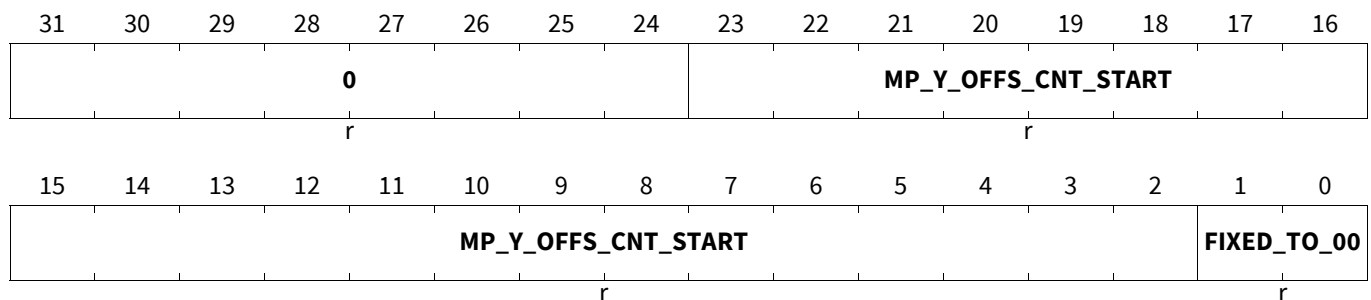 31 30 29 28 27 26 25 24 23 22 21 20 19 18 17 16
0 MP_Y_OFFS_CNT_START
r r
15 14 13 12 11 10 9 8 7 6 5 4 3 2 1 0
MP_Y_OFFS_CNT_START FIXED_TO_00
r r